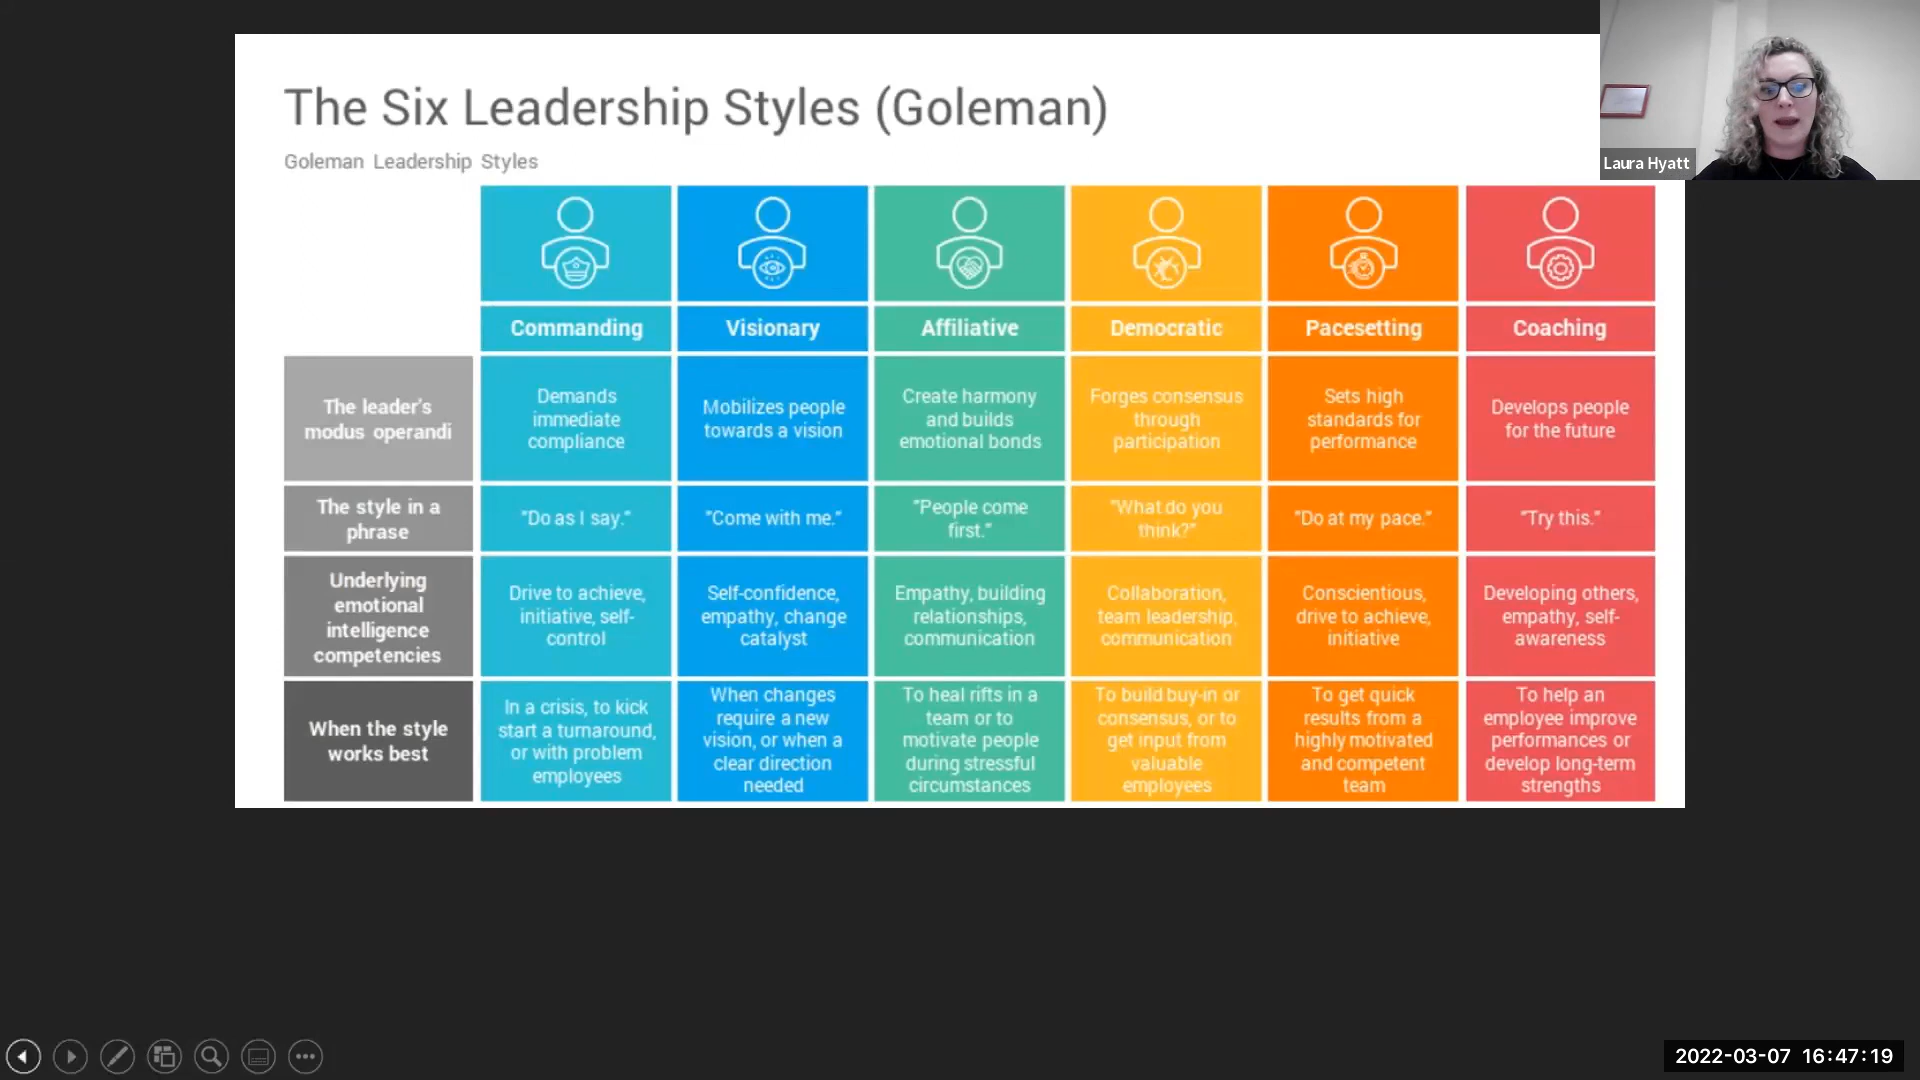 The Six Leadership Styles (Goleman)
Goleman Leadership Styles
Laura Hyatt
Commanding
Visionary
Affiliative
Democratic
Pacesetting
Coaching
The leader's
modus operandi
Demands
immediate
compliance
Mobilizes people
towards a vision
Create harmony
and builds
emotional bonds
Forges consensus
through
participation
Sets high
standards for
performance
Develops people
for the future
The style in a
phrase
"Do as I say."
"Come with me."
"People come
first."
"What do you
think?"
"Do at my pace."
"Try this."
Underlying
emotional
intelligence
competencies
Drive to achieve,
initiative, self-
control
Self-confidence,
empathy, change
catalyst
Empathy, building
relationships,
communication
Collaboration,
team leadership,
communication
Conscientious,
drive to achieve,
initiative
Developing others,
empathy, self-
awareness
When the style
works best
In a crisis, to kick
start a turnaround,
or with problem
employees
When changes
require a new
vision, or when a
clear direction
needed
To heal rifts in a
team or to
motivate people
during stressful
circumstances
To build buy-in or
consensus, or to
get input from
valuable
employees
To get quick
results from a
highly motivated
and competent
team
To help an
employee improve
performances or
develop long-term
strengths
2022-03-07 16:47:19